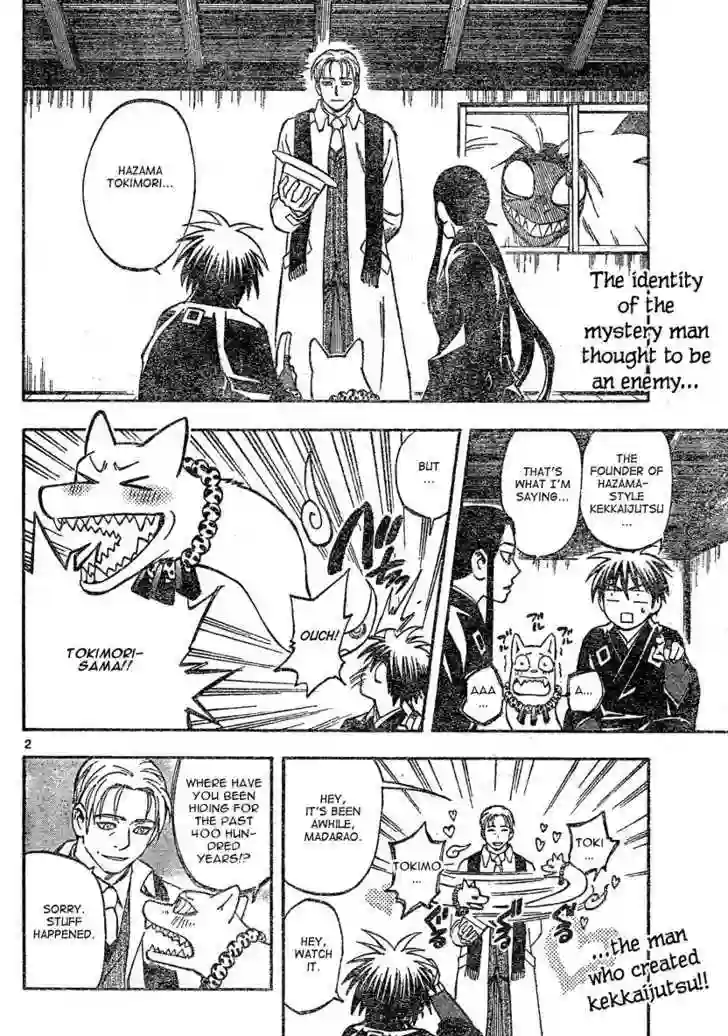 HAZAMA
TOKIMORI...
The identity
of the
mystery man
thought to be
an enemy...
THE
FOUNDER OF
HAZAMA-
STYLE
KEKKAIJUTSU
...
THAT'S
WHAT I'M
SAYING...
A...
AAA
...
BUT
...
OUCH!
TOKIMORI-
SAMA!!
2
HEY,
IT'S BEEN
AWHILE,
MADARAO.
TOKI
...
TOKIMO
...
HEY,
WATCH
IT.
...the man
who created
kekkaijutsu!!
WHERE HAVE
YOU BEEN
HIDING FOR
THE PAST
400 HUN-
DRED
YEARS!?
SORRY.
STUFF
HAPPENED.